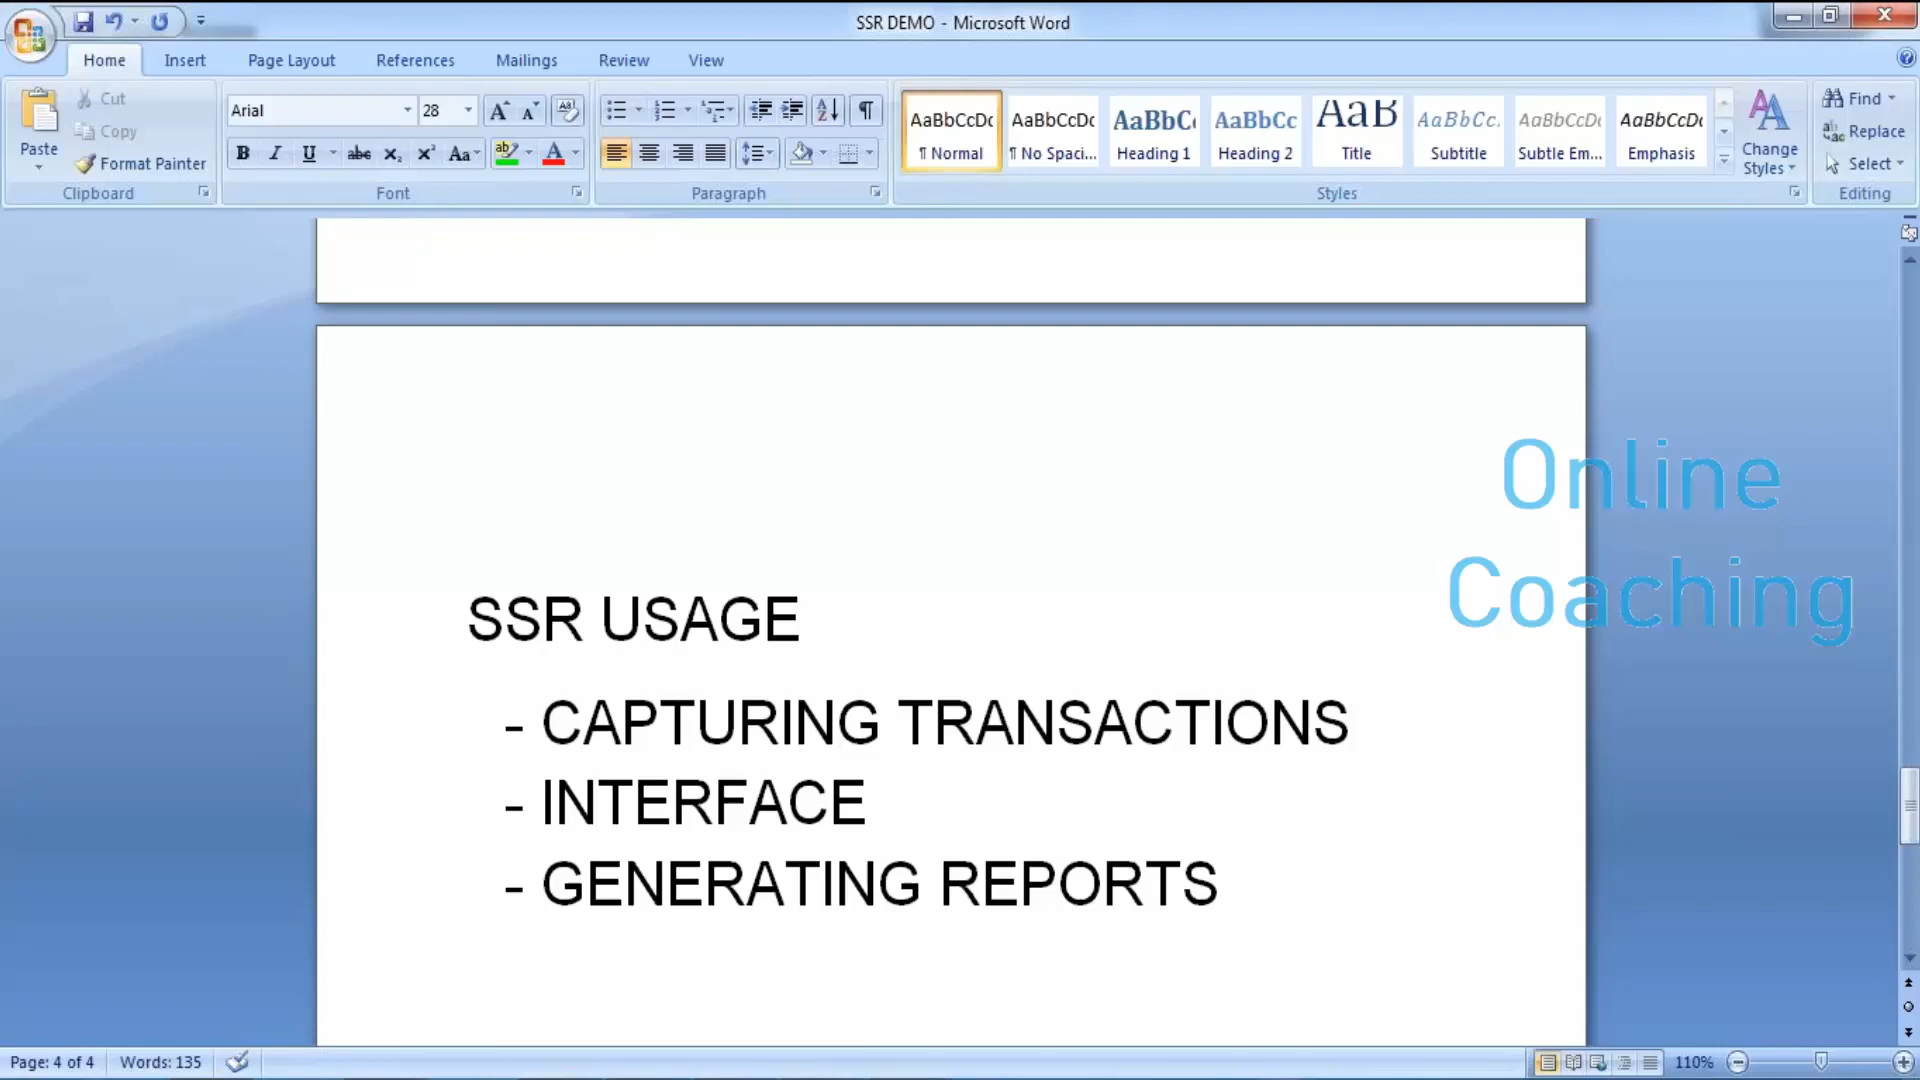 SSR DEMO - Microsoft Word
Home Insert Page Layout References Mailings Review View
Paste
Cut
Copy
Format Painter
Clipboard
Arial 28
Font
Paragraph
AaBbCcDc AaBbCcDc AaBbC AaBbCc AaB AaBbCc. AaBbCcDc AaBbCcDc
¶ Normal ¶ No Spaci... Heading 1 Heading 2 Title Subtitle Subtle Em... Emphasis
Styles
Change
Styles
Find
Replace
Select
Editing
Online
Coaching
SSR USAGE
- CAPTURING TRANSACTIONS
- INTERFACE
- GENERATING REPORTS
Page: 4 of 4 Words: 135 110%